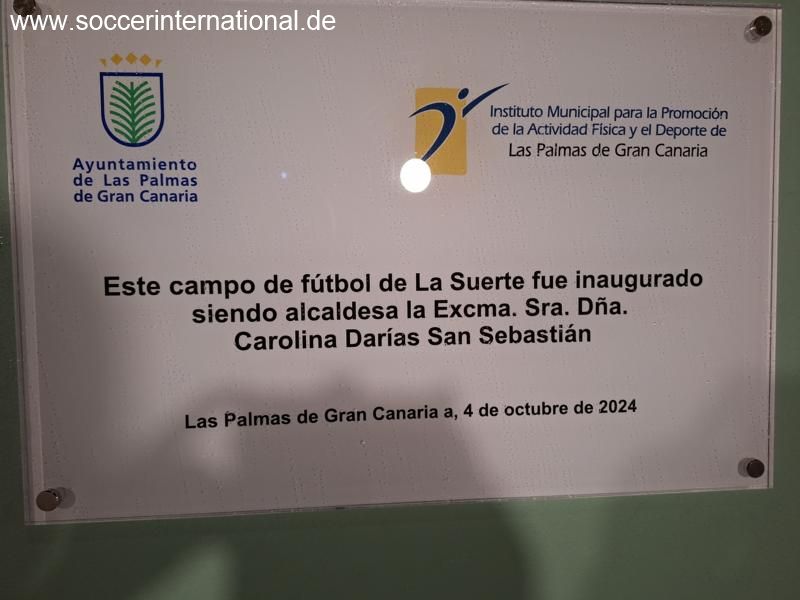 www.soccerinternational.de
Ayuntamiento
de Las Palmas
de Gran Canaria
Instituto Municipal para la Promoción
de la Actividad Física y el Deporte de
Las Palmas de Gran Canaria
Este campo de fútbol de La Suerte fue inaugurado
siendo alcaldesa la Excma. Sra. Dña.
Carolina Darías San Sebastián
Las Palmas de Gran Canaria a, 4 de octubre de 2024